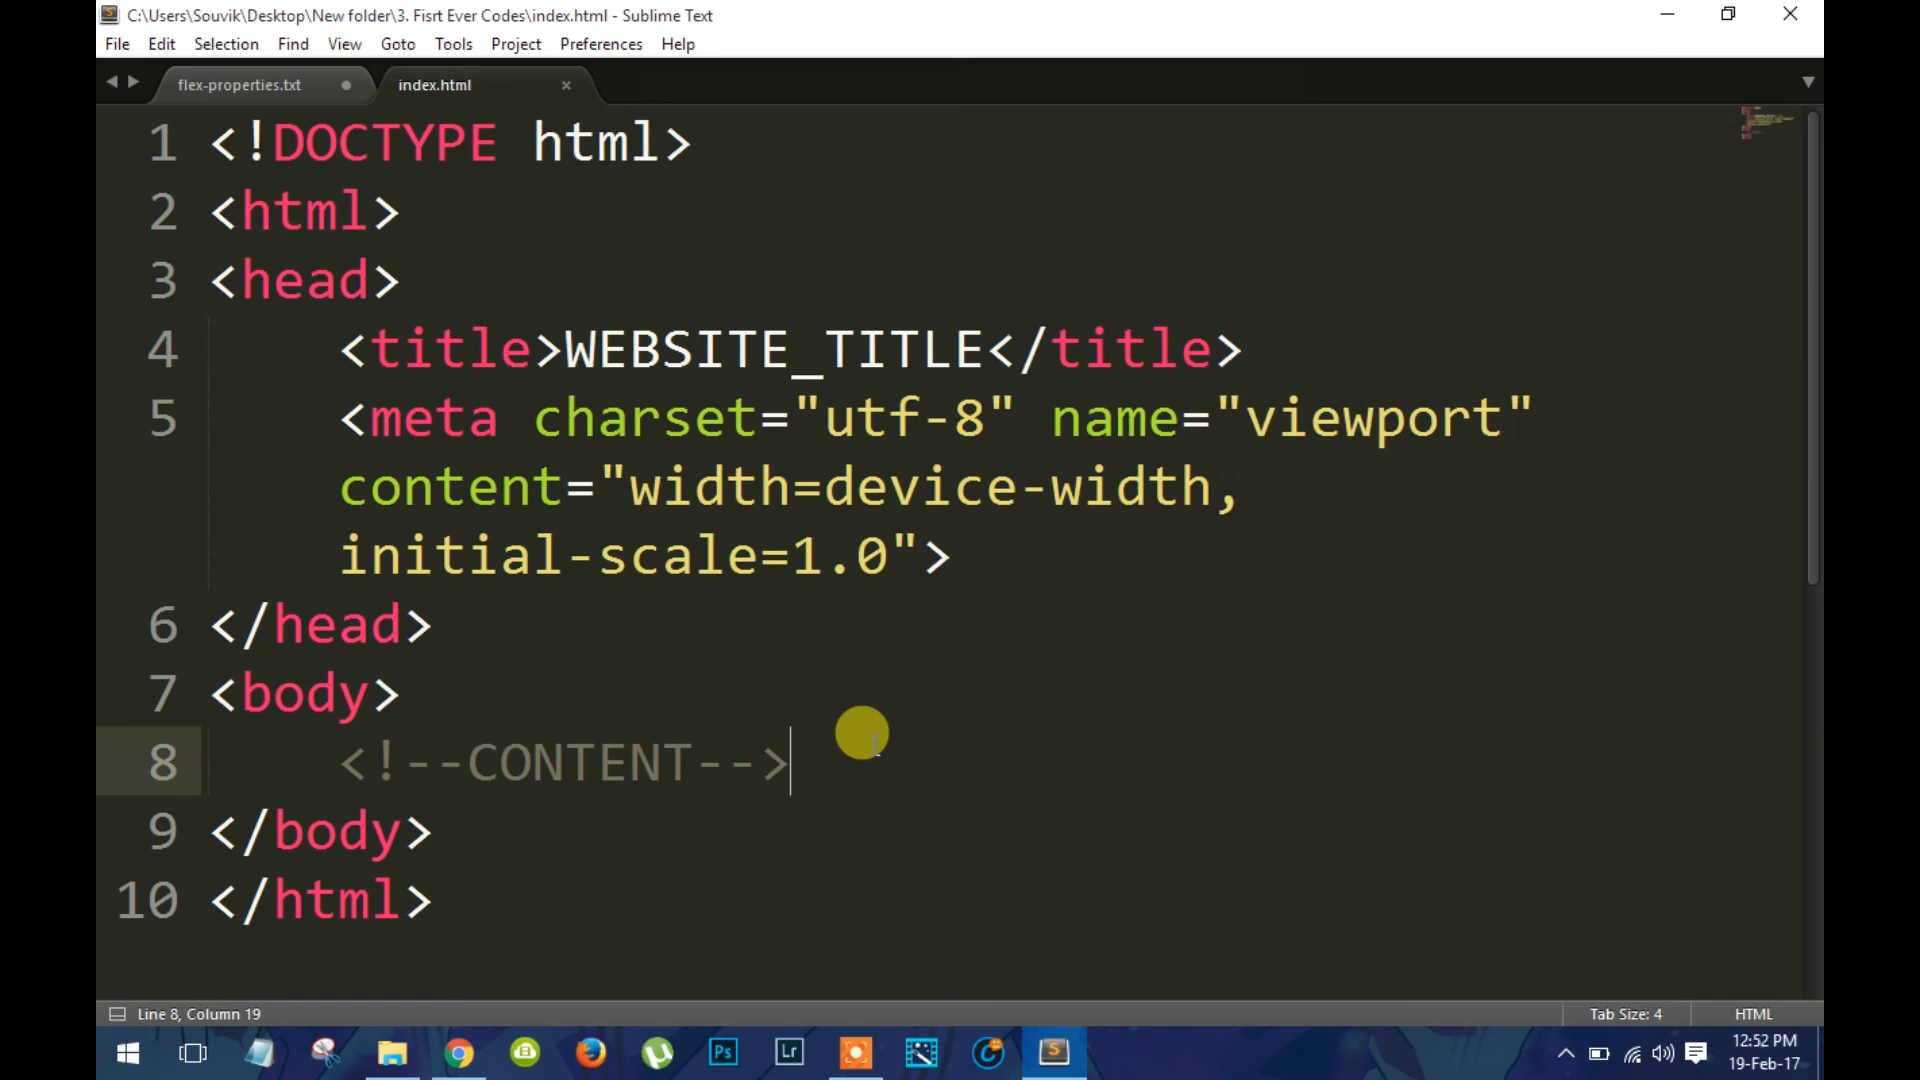 C:\Users\Souvik\Desktop\New folder\3. Fisrt Ever Codes\index.html - Sublime Text
File Edit Selection Find View Goto Tools Project Preferences Help
flex-properties.txt index.html
1 <!DOCTYPE html>
2 <html>
3 <head>
4 <title>WEBSITE_TITLE</title>
5 <meta charset="utf-8" name="viewport"
content="width=device-width,
initial-scale=1.0">
6 </head>
7 <body>
8 <!--CONTENT-->
9 </body>
10 </html>
Line 8, Column 19 Tab Size: 4 HTML
Ps Lr 12:52 PM
19-Feb-17